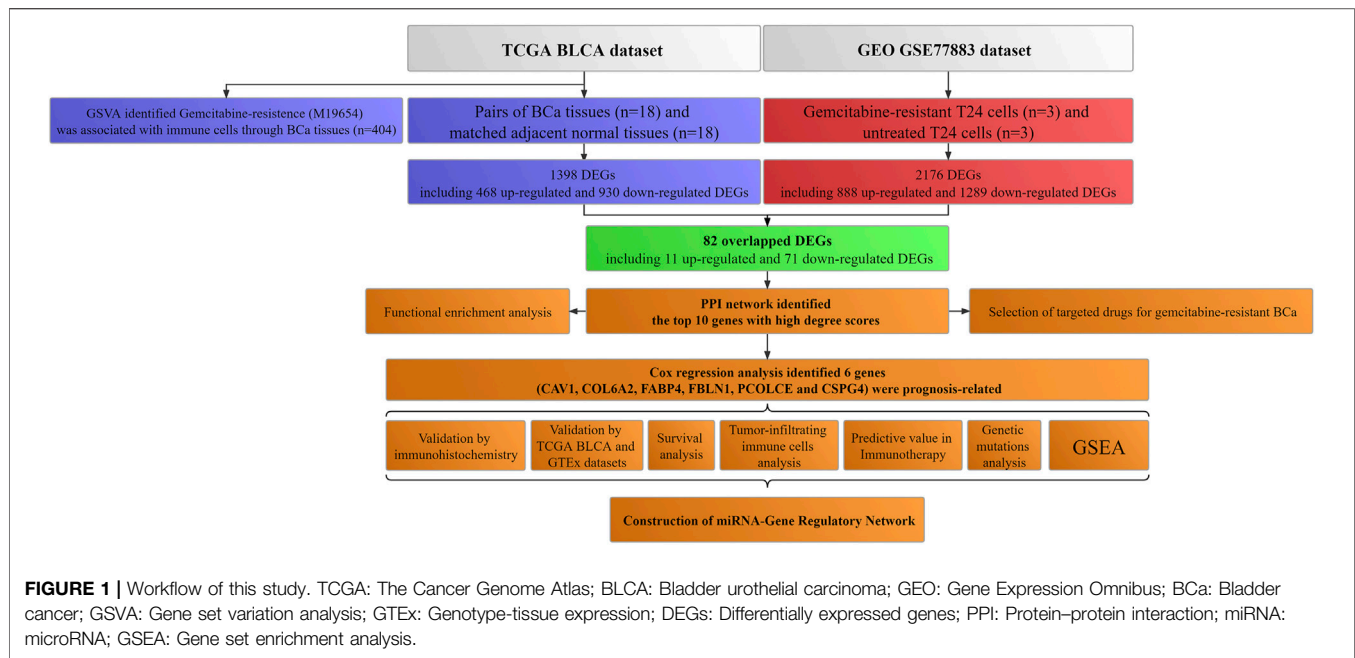 TCGA BLCA dataset
GEO GSE77883 dataset
GSVA identified Gemcitabine-resistence (M19654)
was associated with immune cells through BCa tissues (n=404)
Pairs of BCa tissues (n=18) and
matched adjacent normal tissues (n=18)
Gemcitabine-resistant T24 cells (n=3) and
untreated T24 cells (n=3)
1398 DEGs
including 468 up-regulated and 930 down-regulated DEGs
2176 DEGs
including 888 up-regulated and 1289 down-regulated DEGs
82 overlapped DEGs
including 11 up-regulated and 71 down-regulated DEGs
Functional enrichment analysis
PPI network identified
the top 10 genes with high degree scores
Selection of targeted drugs for gemcitabine-resistant BCa
Cox regression analysis identified 6 genes
(CAV1, COL6A2, FABP4, FBLN1, PCOLCE and CSPG4) were prognosis-related
Validation by
immunohistochemistry
Validation by
TCGA BLCA and
GTEx datasets
Survival
analysis
Tumor-infiltrating
immune cells
analysis
Predictive value in
Immunotherapy
Genetic
mutations
analysis
GSEA
Construction of miRNA-Gene Regulatory Network
FIGURE 1 | Workflow of this study. TCGA: The Cancer Genome Atlas; BLCA: Bladder urothelial carcinoma; GEO: Gene Expression Omnibus; BCa: Bladder
cancer; GSVA: Gene set variation analysis; GTEx: Genotype-tissue expression; DEGs: Differentially expressed genes; PPI: Protein–protein interaction; miRNA:
microRNA; GSEA: Gene set enrichment analysis.